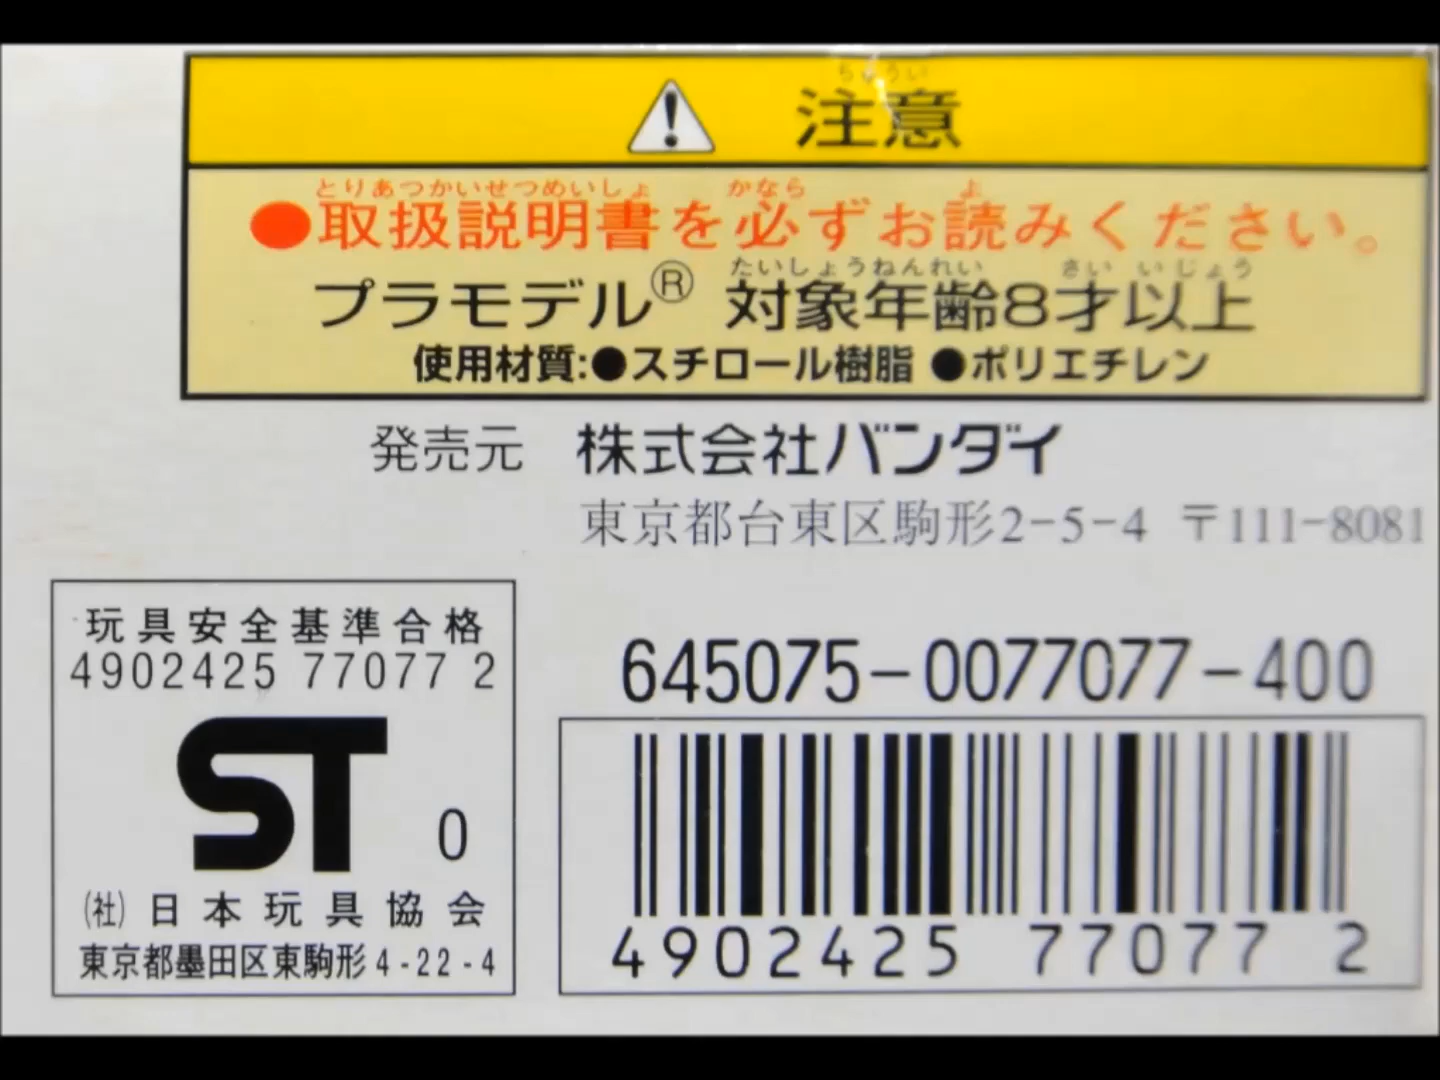 ちゅうい
注意
とりあつかいせつめいしょ かなら よ
●取扱説明書を必ずお読みください。
たいしょうねんれい さい いじょう
プラモデル® 対象年齢8才以上
使用材質:●スチロール樹脂 ●ポリエチレン
発売元 株式会社バンダイ
東京都台東区駒形2-5-4 〒111-8081
玩具安全基準合格
4902425 77077 2
ST 0
(社)日本玩具協会
東京都墨田区東駒形4-22-4
645075-0077077-400
4902425 77077 2